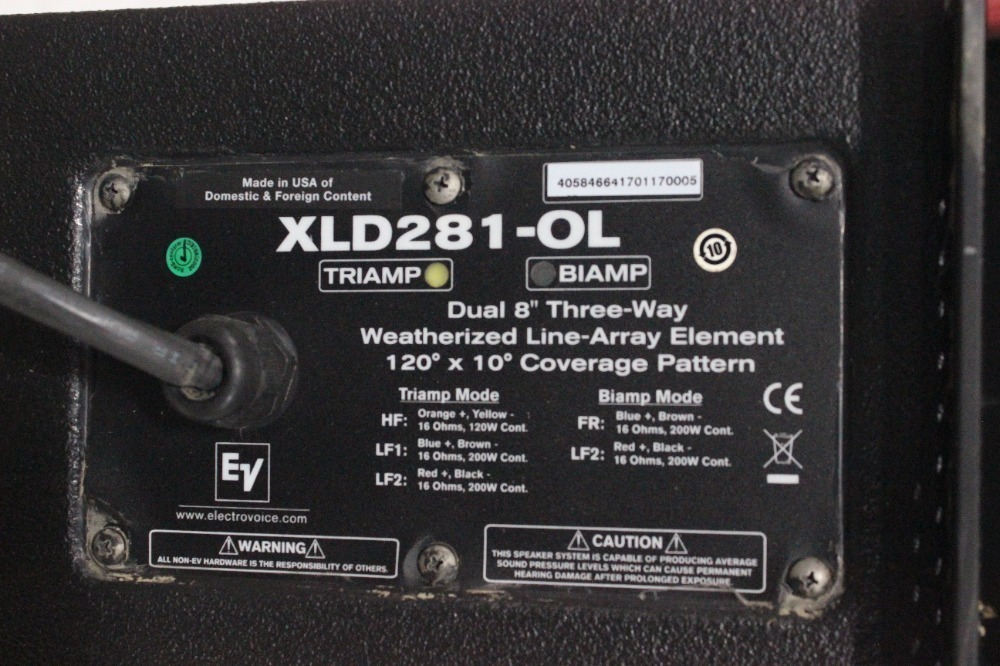 Made in USA of
Domestic & Foreign Content
405846641701170005
XLD281-OL
10
TRIAMP
BIAMP
Dual 8" Three-Way
Weatherized Line-Array Element
120° x 10° Coverage Pattern
Triamp Mode
HF: Orange +, Yellow -
16 Ohms, 120W Cont.
LF1: Blue +, Brown -
16 Ohms, 200W Cont.
LF2: Red +, Black -
16 Ohms, 200W Cont.
Biamp Mode
FR: Blue +, Brown -
16 Ohms, 200W Cont.
LF2: Red +, Black -
16 Ohms, 200W Cont.
CE
EV
www.electrovoice.com
WARNING
ALL NON-EV HARDWARE IS THE RESPONSIBILITY OF OTHERS.
CAUTION
THIS SPEAKER SYSTEM IS CAPABLE OF PRODUCING AVERAGE
SOUND PRESSURE LEVELS WHICH CAN CAUSE PERMANENT
HEARING DAMAGE AFTER PROLONGED EXPOSURE.